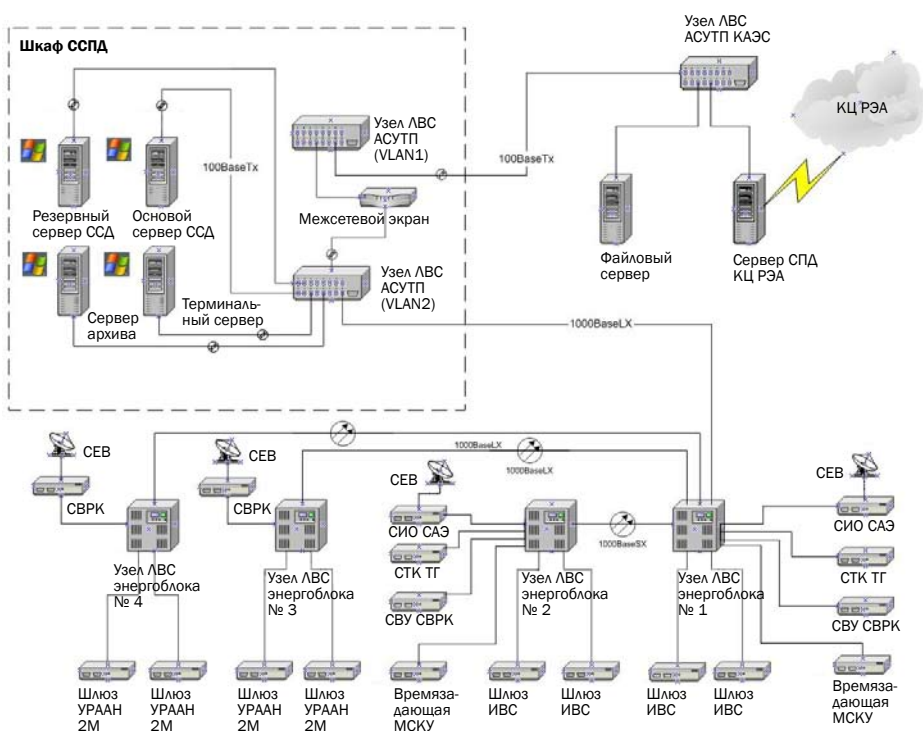 Шкаф ССПД
Узел ЛВС
АСУТП КАЭС
КЦ РЭА
Узел ЛВС
АСУТП
(VLAN1)
100BaseTx
100BaseTx
Резервный
сервер ССД
Основой
сервер ССД
Межсетевой экран
Файловый
сервер
Сервер СПД
КЦ РЭА
Узел ЛВС
АСУТП
(VLAN2)
Сервер
архива
Терминаль-
ный сервер
1000BaseLX
СЕВ
СВРК
СЕВ
СВРК
1000BaseLX
1000BaseLX
СЕВ
СЕВ
СИО САЭ
СТК ТГ
СВУ СВРК
1000BaseSX
СИО САЭ
СТК ТГ
СВУ СВРК
Узел ЛВС
энергоблока
№ 4
Узел ЛВС
энергоблока
№ 3
Узел ЛВС
энергоблока
№ 2
Узел ЛВС
энергоблока
№ 1
Шлюз
УРААН
2М
Шлюз
УРААН
2М
Шлюз
УРААН
2М
Шлюз
УРААН
2М
Времяза-
дающая
МСКУ
Шлюз
ИВС
Шлюз
ИВС
Шлюз
ИВС
Шлюз
ИВС
Времяза-
дающая
МСКУ